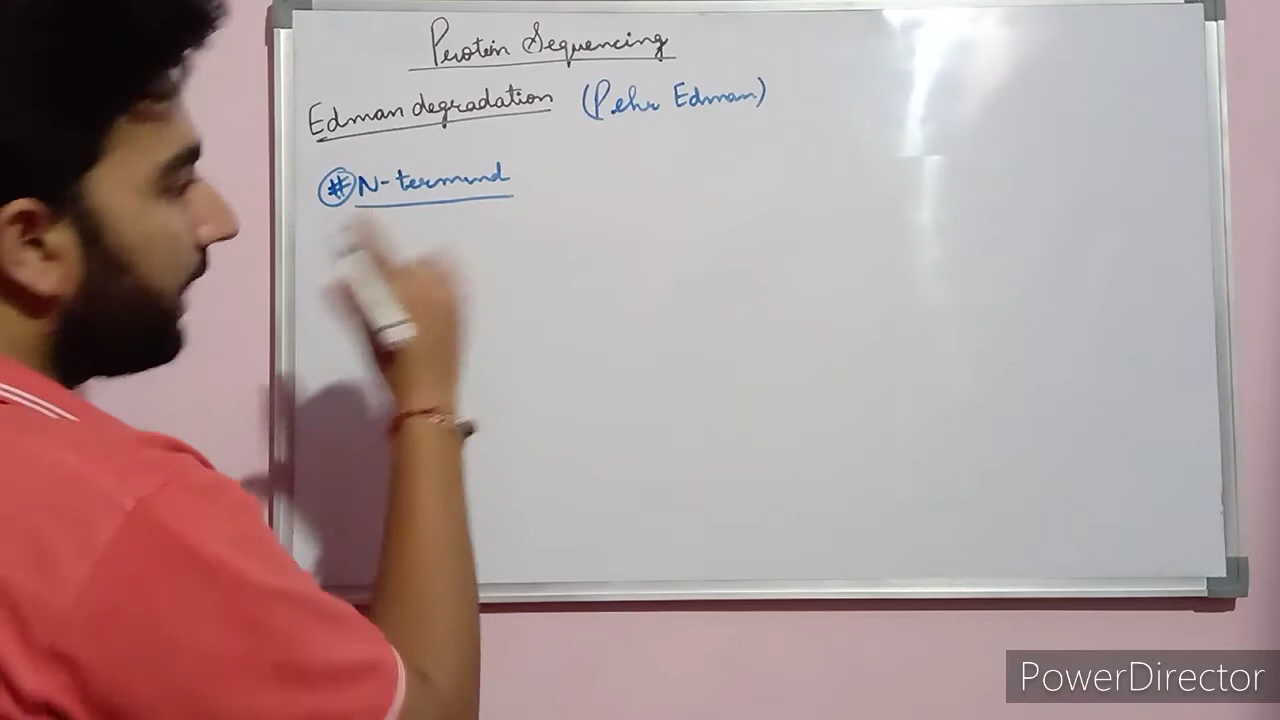 Protein Sequencing
Edman degradation (Pehr Edman)
# N-terminal
PowerDirector